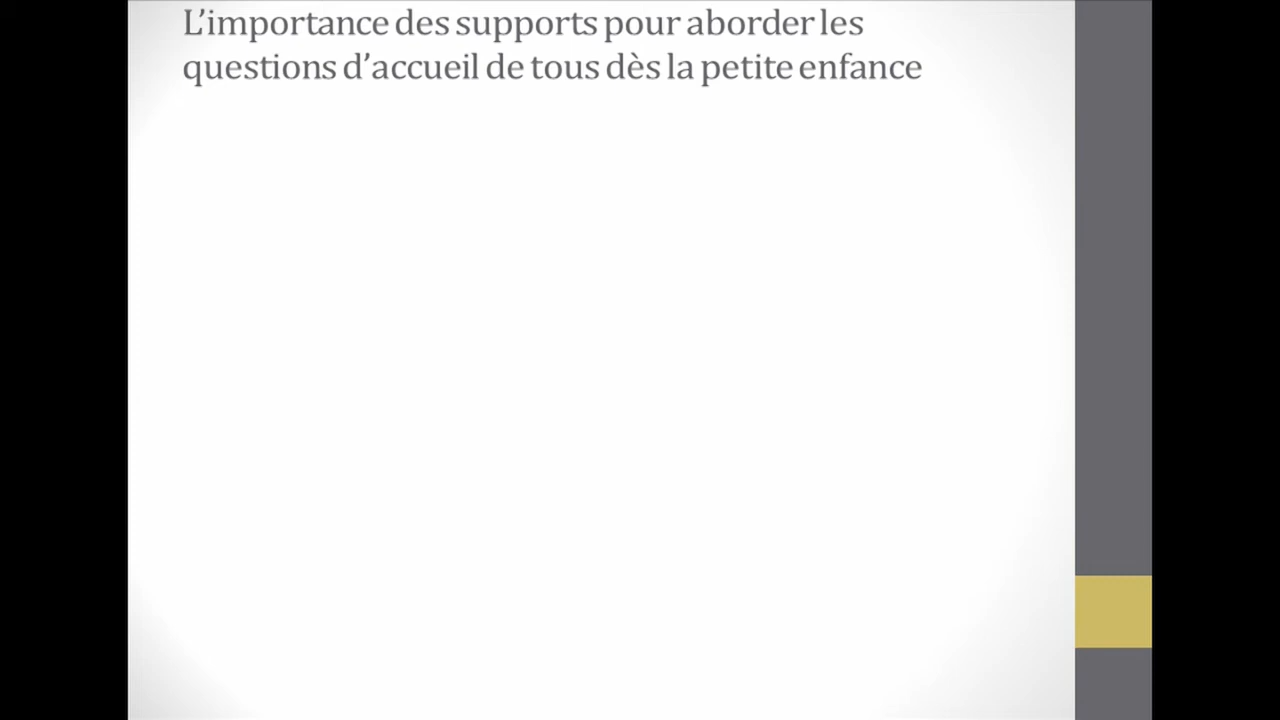 L’importance des supports pour aborder les
questions d’accueil de tous dès la petite enfance